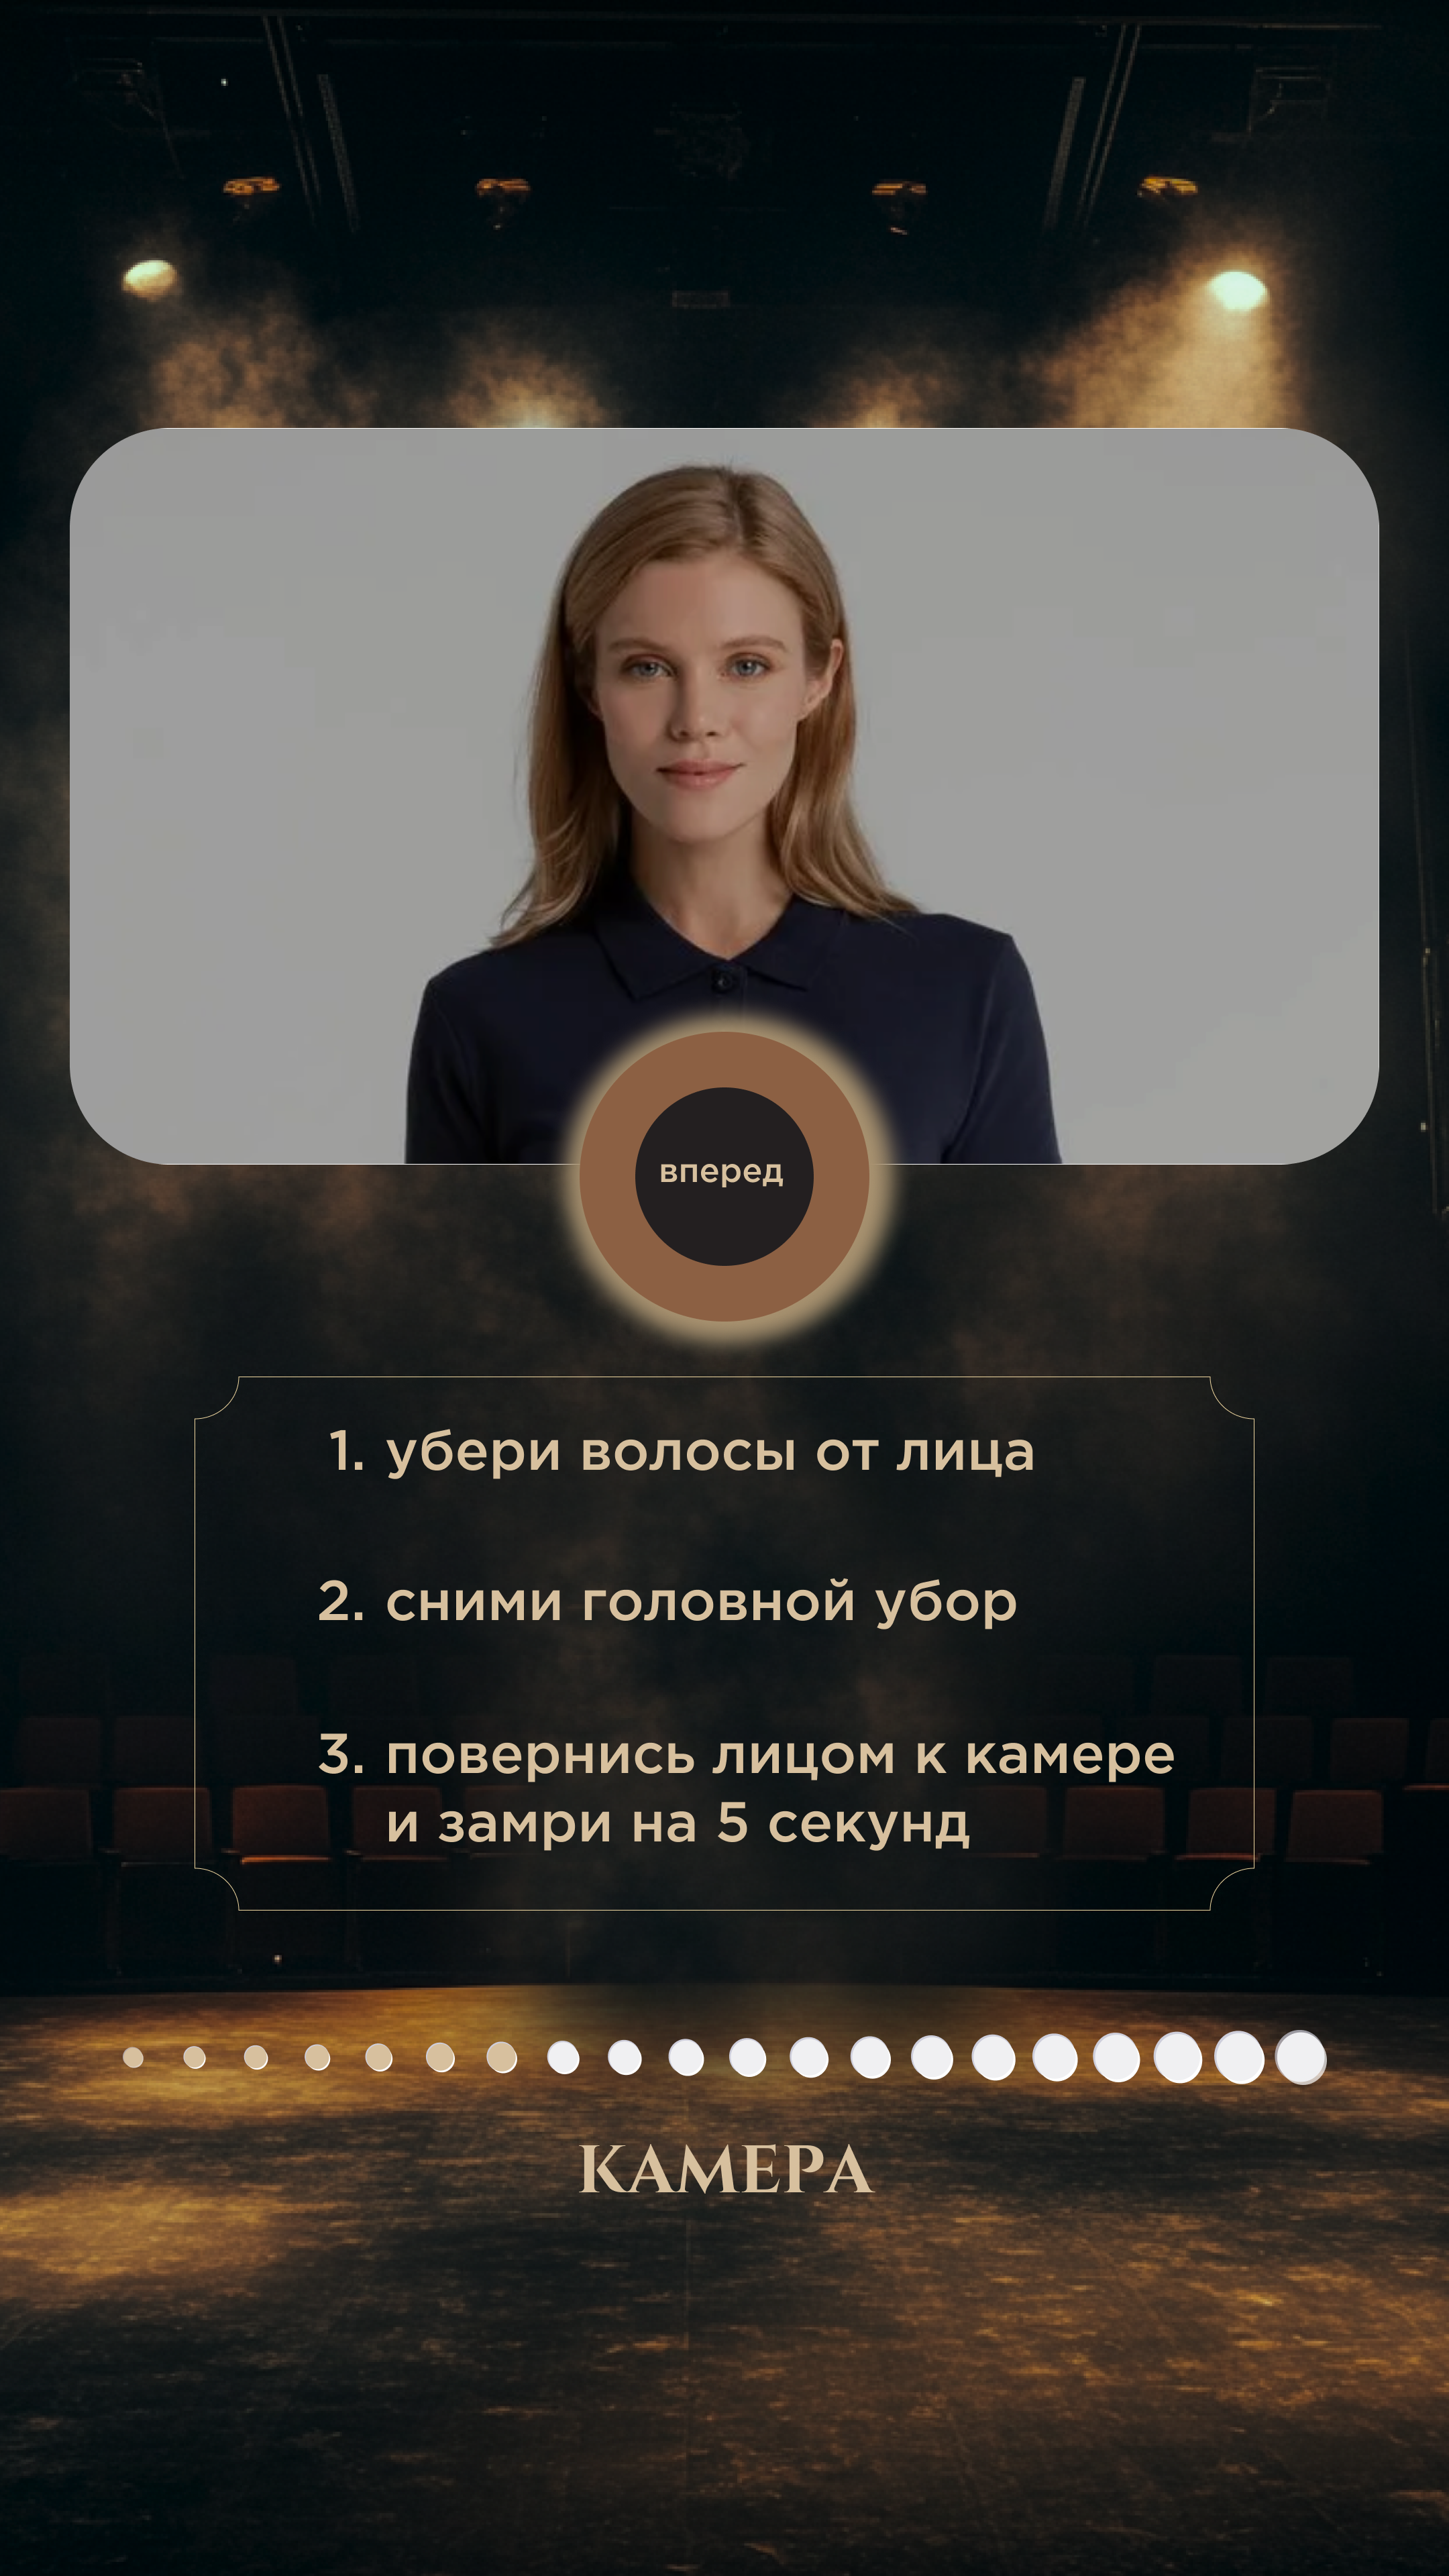 вперед
1. убери волосы от лица
2. сними головной убор
3. повернись лицом к камере
и замри на 5 секунд
КАМЕРА